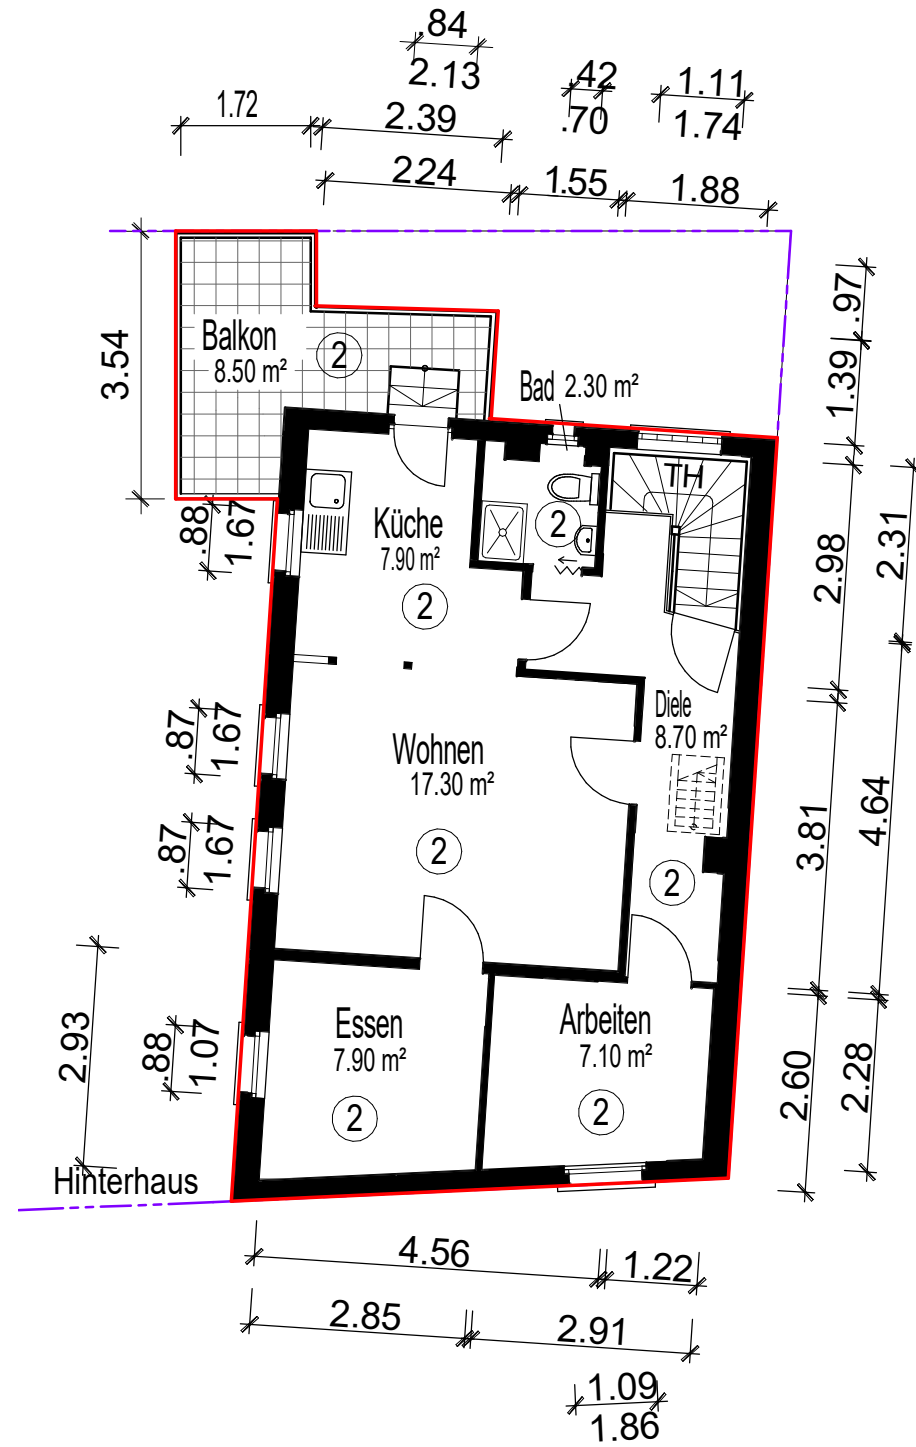 .84
2.13
.42
.70
1.11
1.74
1.72
2.39
2.24
1.55
1.88
3.54
.97
1.39
Balkon
8.50 m²
2
Bad 2.30 m²
TH
Küche
7.90 m²
2
2
.88
1.67
2.98
2.31
.87
1.67
Wohnen
17.30 m²
2
Diele
8.70 m²
2
.87
1.67
3.81
4.64
2.93
.88
1.07
Essen
7.90 m²
2
Arbeiten
7.10 m²
2
2.60
2.28
Hinterhaus
4.56
1.22
2.85
2.91
1.09
1.86